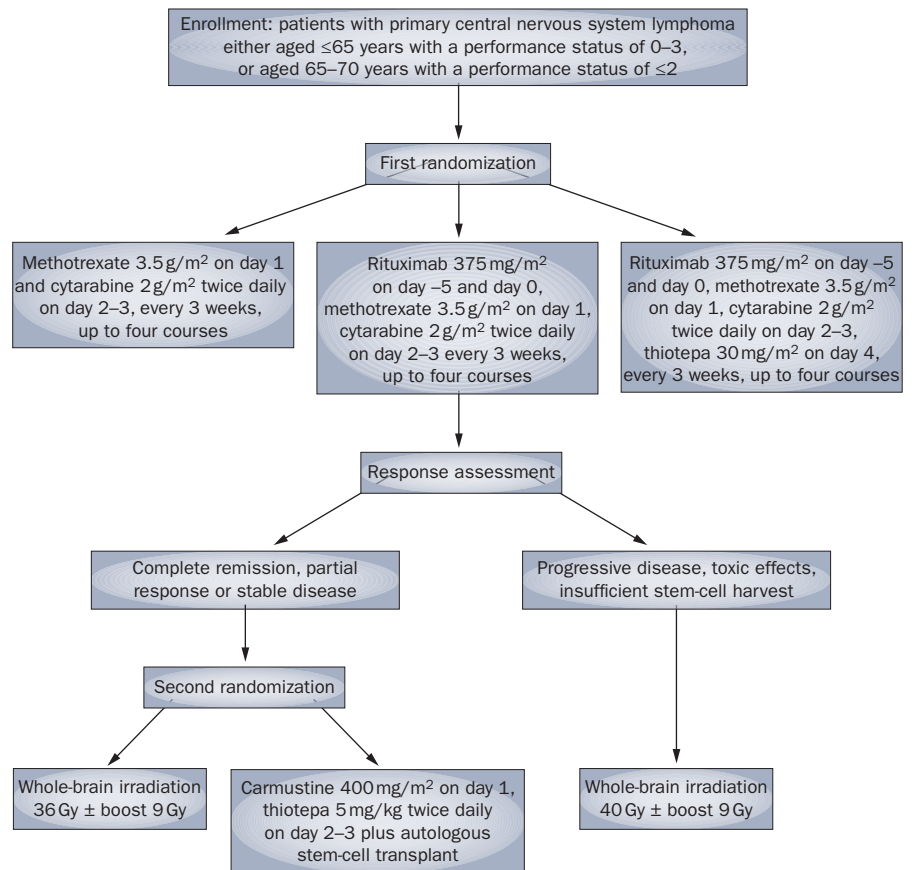 Enrollment: patients with primary central nervous system lymphoma
either aged ≤65 years with a performance status of 0–3,
or aged 65–70 years with a performance status of ≤2
First randomization
Methotrexate 3.5 g/m² on day 1
and cytarabine 2 g/m² twice daily
on day 2–3, every 3 weeks,
up to four courses
Rituximab 375 mg/m²
on day –5 and day 0,
methotrexate 3.5 g/m² on day 1,
cytarabine 2 g/m² twice daily
on day 2–3 every 3 weeks,
up to four courses
Rituximab 375 mg/m² on day –5
and day 0, methotrexate 3.5 g/m²
on day 1, cytarabine 2 g/m²
twice daily on day 2–3,
thiotepa 30 mg/m² on day 4,
every 3 weeks, up to four courses
Response assessment
Complete remission, partial
response or stable disease
Progressive disease, toxic effects,
insufficient stem-cell harvest
Second randomization
Whole-brain irradiation
36 Gy ± boost 9 Gy
Carmustine 400 mg/m² on day 1,
thiotepa 5 mg/kg twice daily
on day 2–3 plus autologous
stem-cell transplant
Whole-brain irradiation
40 Gy ± boost 9 Gy